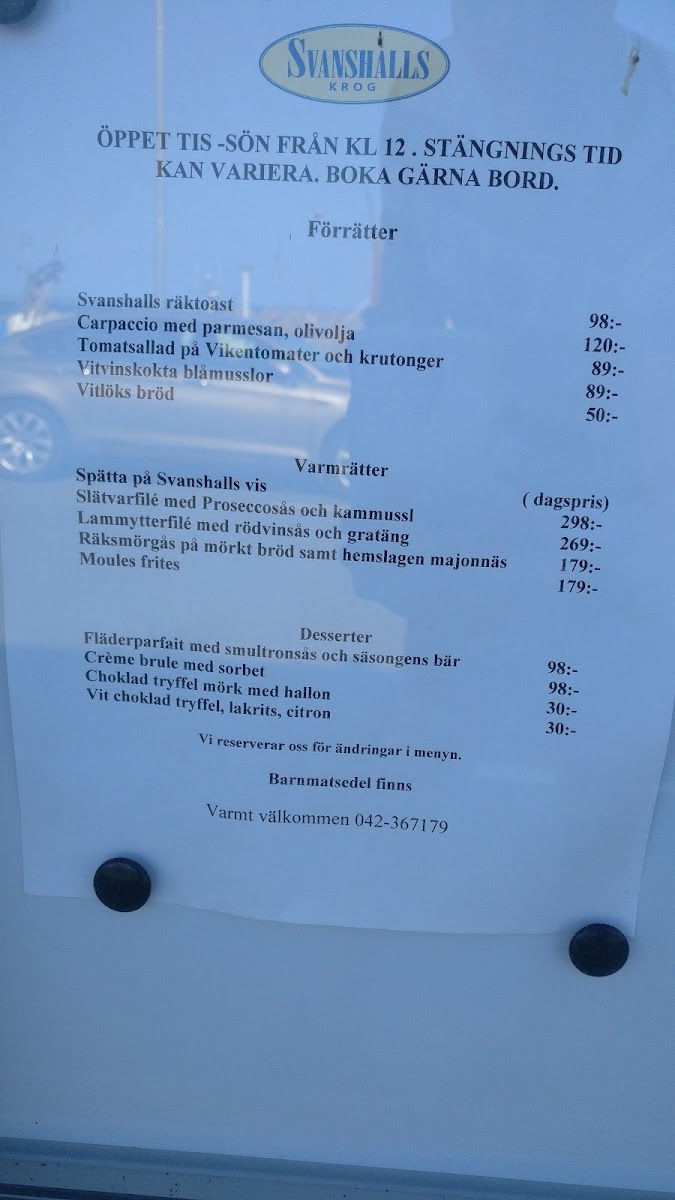 SVANSHALLS
KROG
ÖPPET TIS -SÖN FRÅN KL 12 . STÄNGNINGS TID
KAN VARIERA. BOKA GÄRNA BORD.
Förrätter
Svanshalls räktoast 98:-
Carpaccio med parmesan, olivolja 120:-
Tomatsallad på Vikentomater och krutonger 89:-
Vitvinskokta blåmusslor 89:-
Vitlöks bröd 50:-
Varmrätter
Spätta på Svanshalls vis ( dagspris)
Slätvarfilé med Proseccosås och kammussl 298:-
Lammytterfilé med rödvinsås och gratäng 269:-
Räksmörgås på mörkt bröd samt hemslagen majonnäs 179:-
Moules frites 179:-
Desserter
Fläderparfait med smultronsås och säsongens bär 98:-
Crème brule med sorbet 98:-
Choklad tryffel mörk med hallon 30:-
Vit choklad tryffel, lakrits, citron 30:-
Vi reserverar oss för ändringar i menyn.
Barnmatsedel finns
Varmt välkommen 042-367179